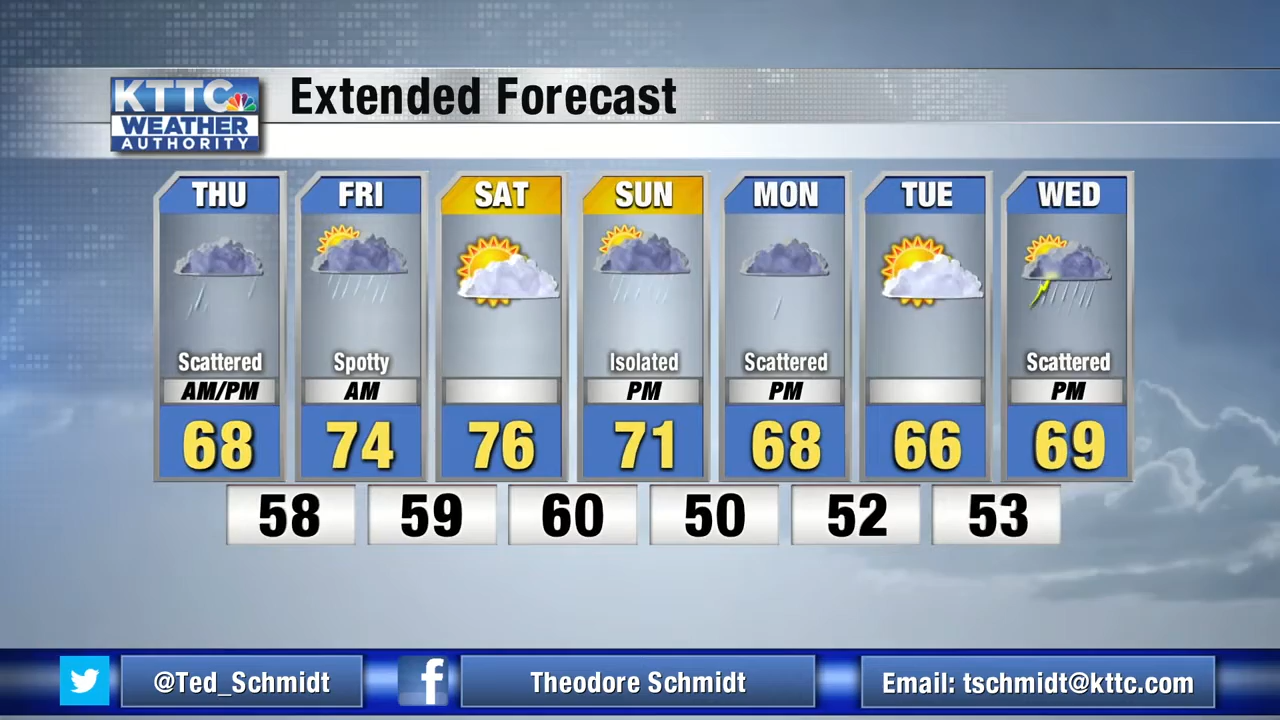 KTTC
WEATHER
AUTHORITY
Extended Forecast
THU FRI SAT SUN MON TUE WED
Scattered Spotty Isolated Scattered Scattered
AM/PM AM PM PM PM
68 74 76 71 68 66 69
58 59 60 50 52 53
@Ted_Schmidt f Theodore Schmidt Email: tschmidt@kttc.com